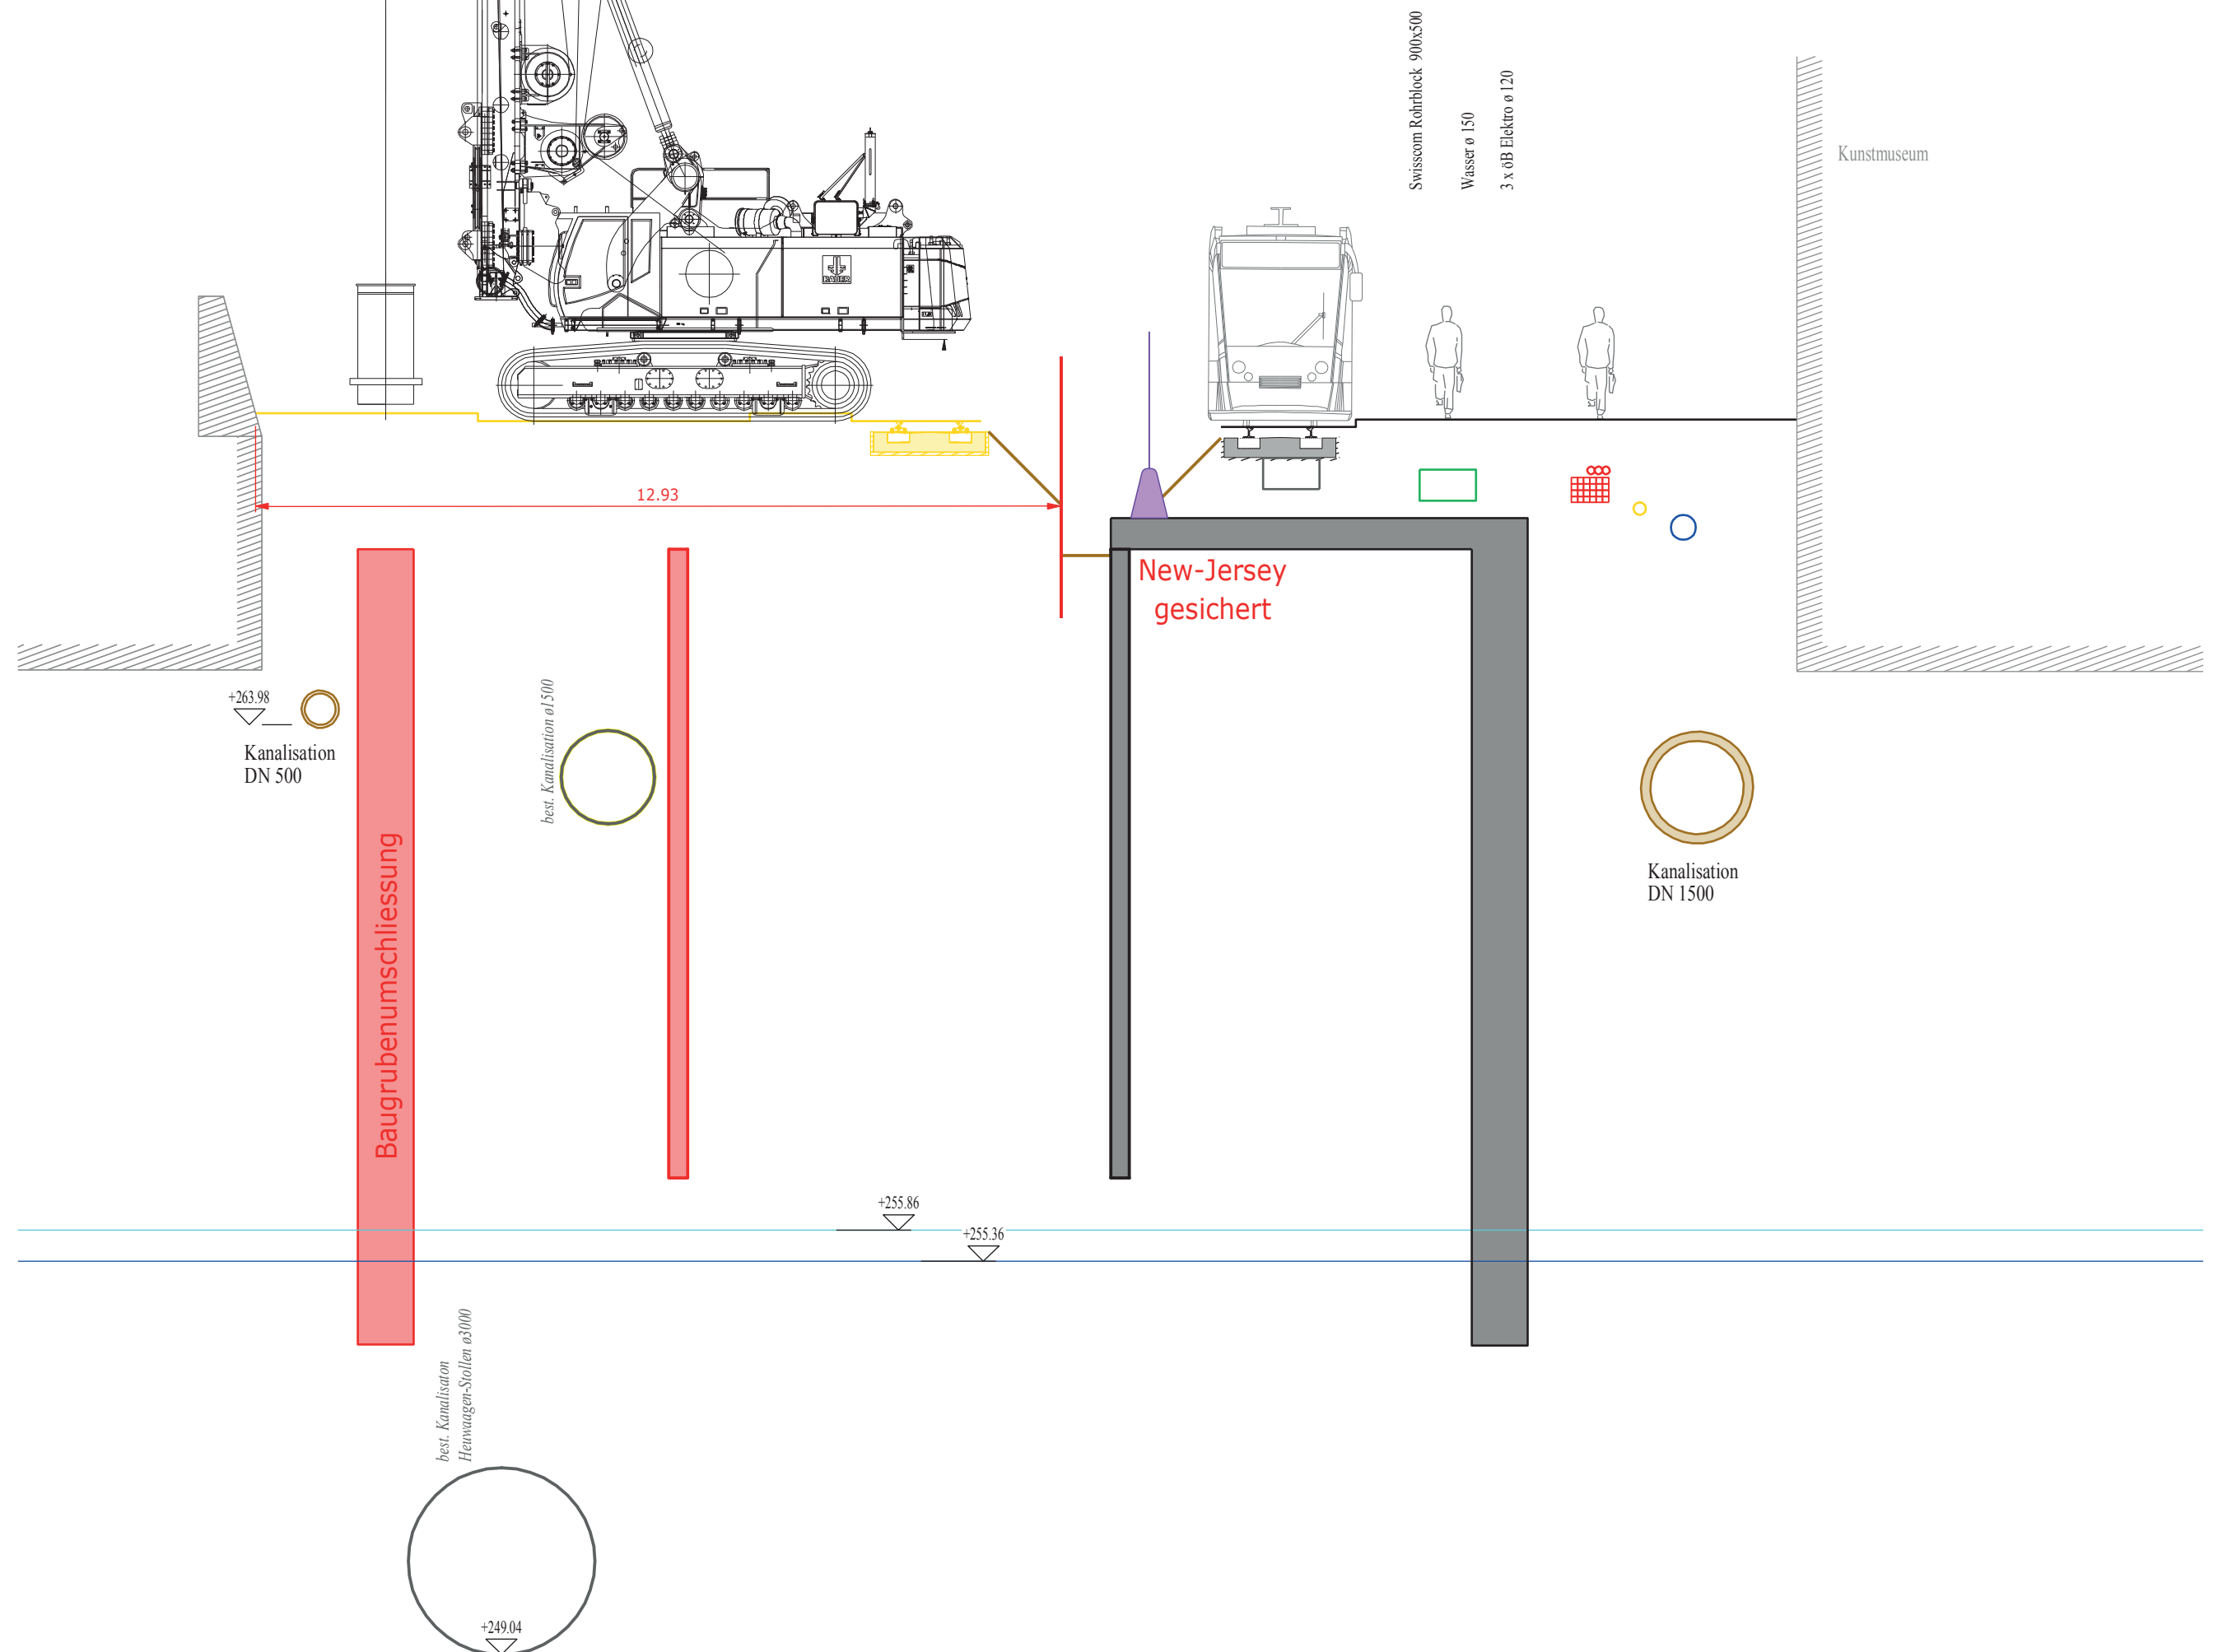 Swisscom Rohrblock 900x500
Wasser ø 150
3 x öB Elektro ø 120
Kunstmuseum
BAUER
12.93
New-Jersey
gesichert
+263.98
Kanalisation
DN 500
best. Kanalisation ø1500
Baugrubenumschliessung
Kanalisation
DN 1500
+255.86
+255.36
best. Kanalisaton
Heuwaagen-Stollen ø3000
+249.04